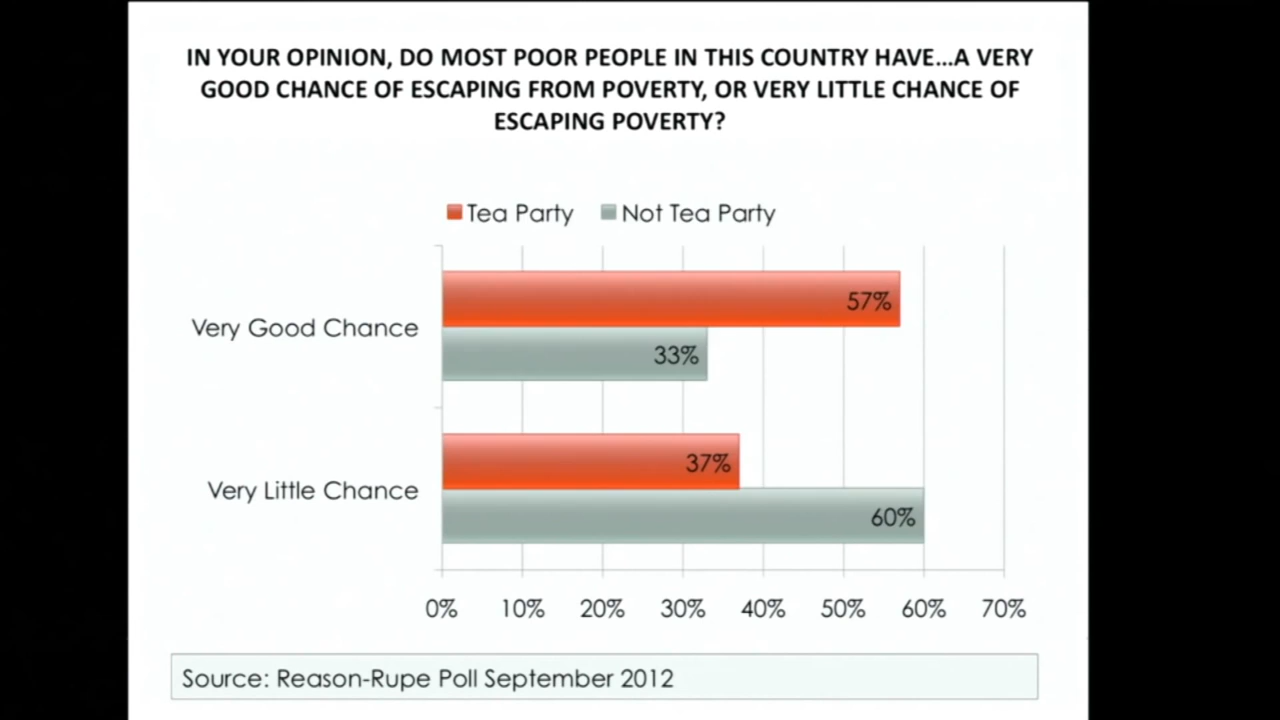 IN YOUR OPINION, DO MOST POOR PEOPLE IN THIS COUNTRY HAVE...A VERY
GOOD CHANCE OF ESCAPING FROM POVERTY, OR VERY LITTLE CHANCE OF
ESCAPING POVERTY?
Tea Party Not Tea Party
57%
Very Good Chance
33%
37%
Very Little Chance
60%
0% 10% 20% 30% 40% 50% 60% 70%
Source: Reason-Rupe Poll September 2012